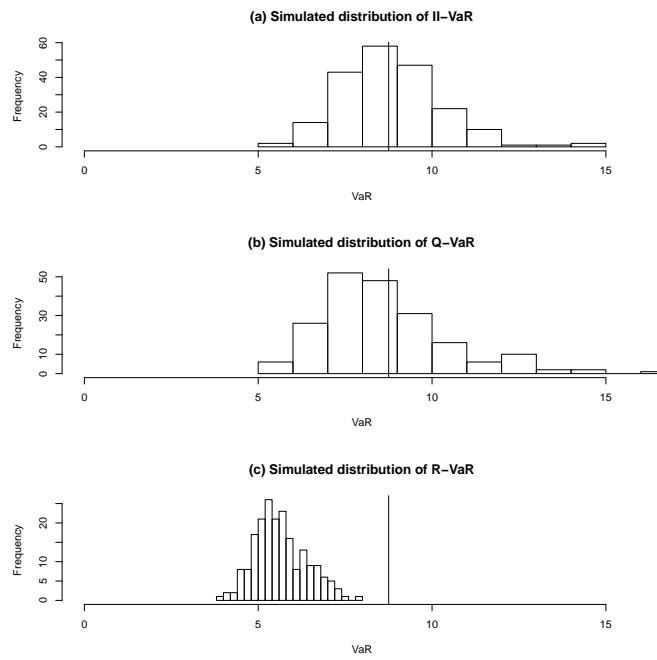 (a) Simulated distribution of II−VaR
Frequency
0 20 40 60
0 5 10 15
VaR
(b) Simulated distribution of Q−VaR
Frequency
0 10 30 50
0 5 10 15
VaR
(c) Simulated distribution of R−VaR
Frequency
0 5 10 20
0 5 10 15
VaR